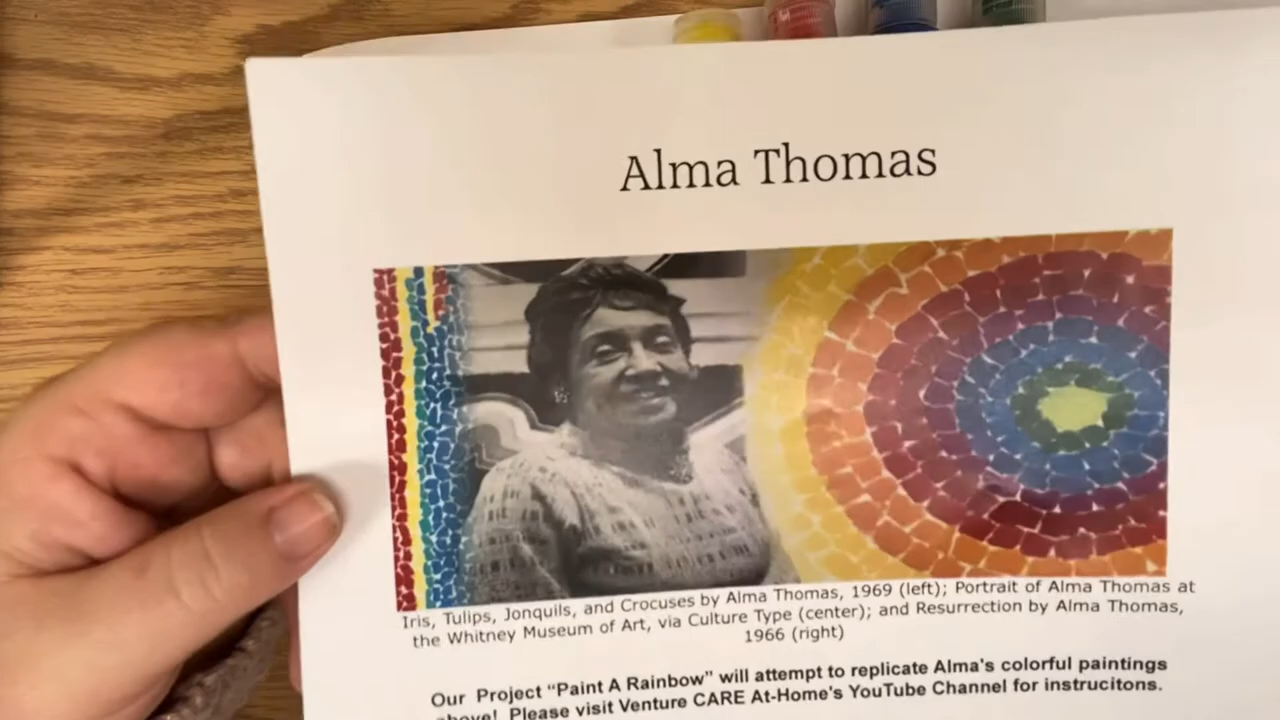 Alma Thomas
Iris, Tulips, Jonquils, and Crocuses by Alma Thomas, 1969 (left); Portrait of Alma Thomas at
the Whitney Museum of Art, via Culture Type (center); and Resurrection by Alma Thomas,
1966 (right)
Our Project "Paint A Rainbow" will attempt to replicate Alma's colorful paintings
above! Please visit Venture CARE At-Home's YouTube Channel for instrucitons.